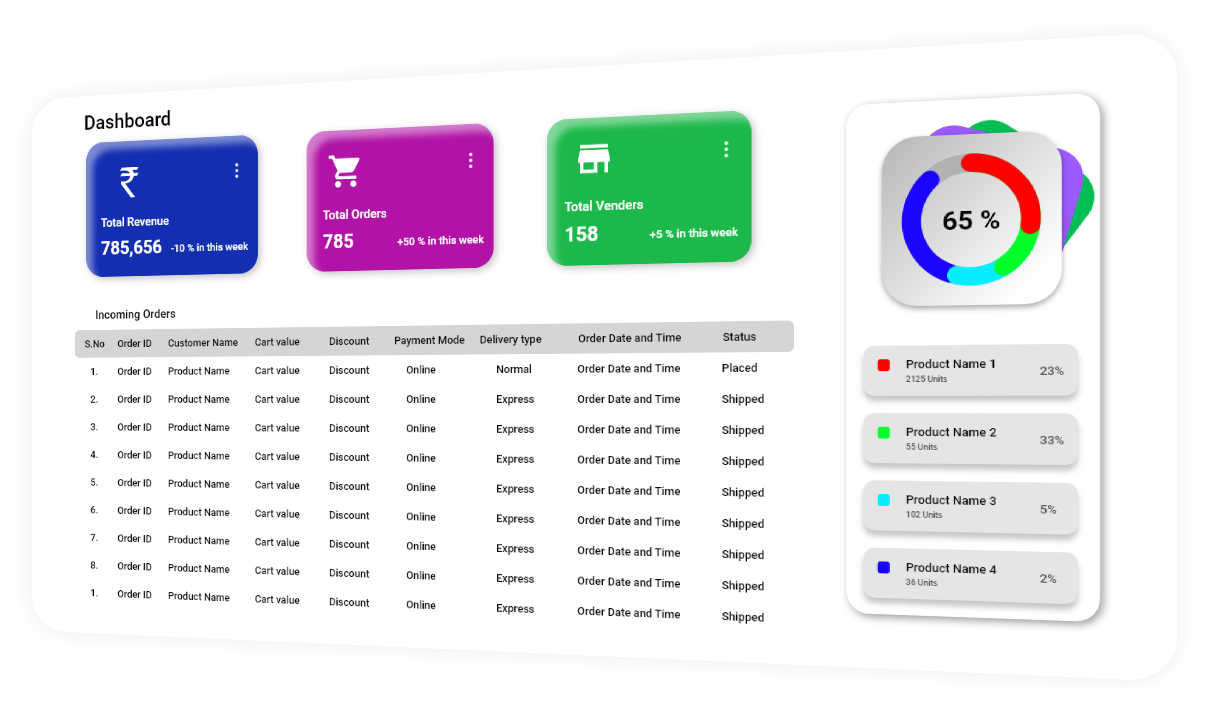 Dashboard
₹
Total Revenue
785,656 -10 % in this week
Total Orders
785 +50 % in this week
Total Venders
158 +5 % in this week
Incoming Orders
S.No Order ID Customer Name Cart value Discount Payment Mode Delivery type Order Date and Time Status
1. Order ID Product Name Cart value Discount Online Normal Order Date and Time Placed
2. Order ID Product Name Cart value Discount Online Express Order Date and Time Shipped
3. Order ID Product Name Cart value Discount Online Express Order Date and Time Shipped
4. Order ID Product Name Cart value Discount Online Express Order Date and Time Shipped
5. Order ID Product Name Cart value Discount Online Express Order Date and Time Shipped
6. Order ID Product Name Cart value Discount Online Express Order Date and Time Shipped
7. Order ID Product Name Cart value Discount Online Express Order Date and Time Shipped
8. Order ID Product Name Cart value Discount Online Express Order Date and Time Shipped
1. Order ID Product Name Cart value Discount Online Express Order Date and Time Shipped
65 %
Product Name 1 23%
2125 Units
Product Name 2 33%
55 Units
Product Name 3 5%
102 Units
Product Name 4 2%
36 Units